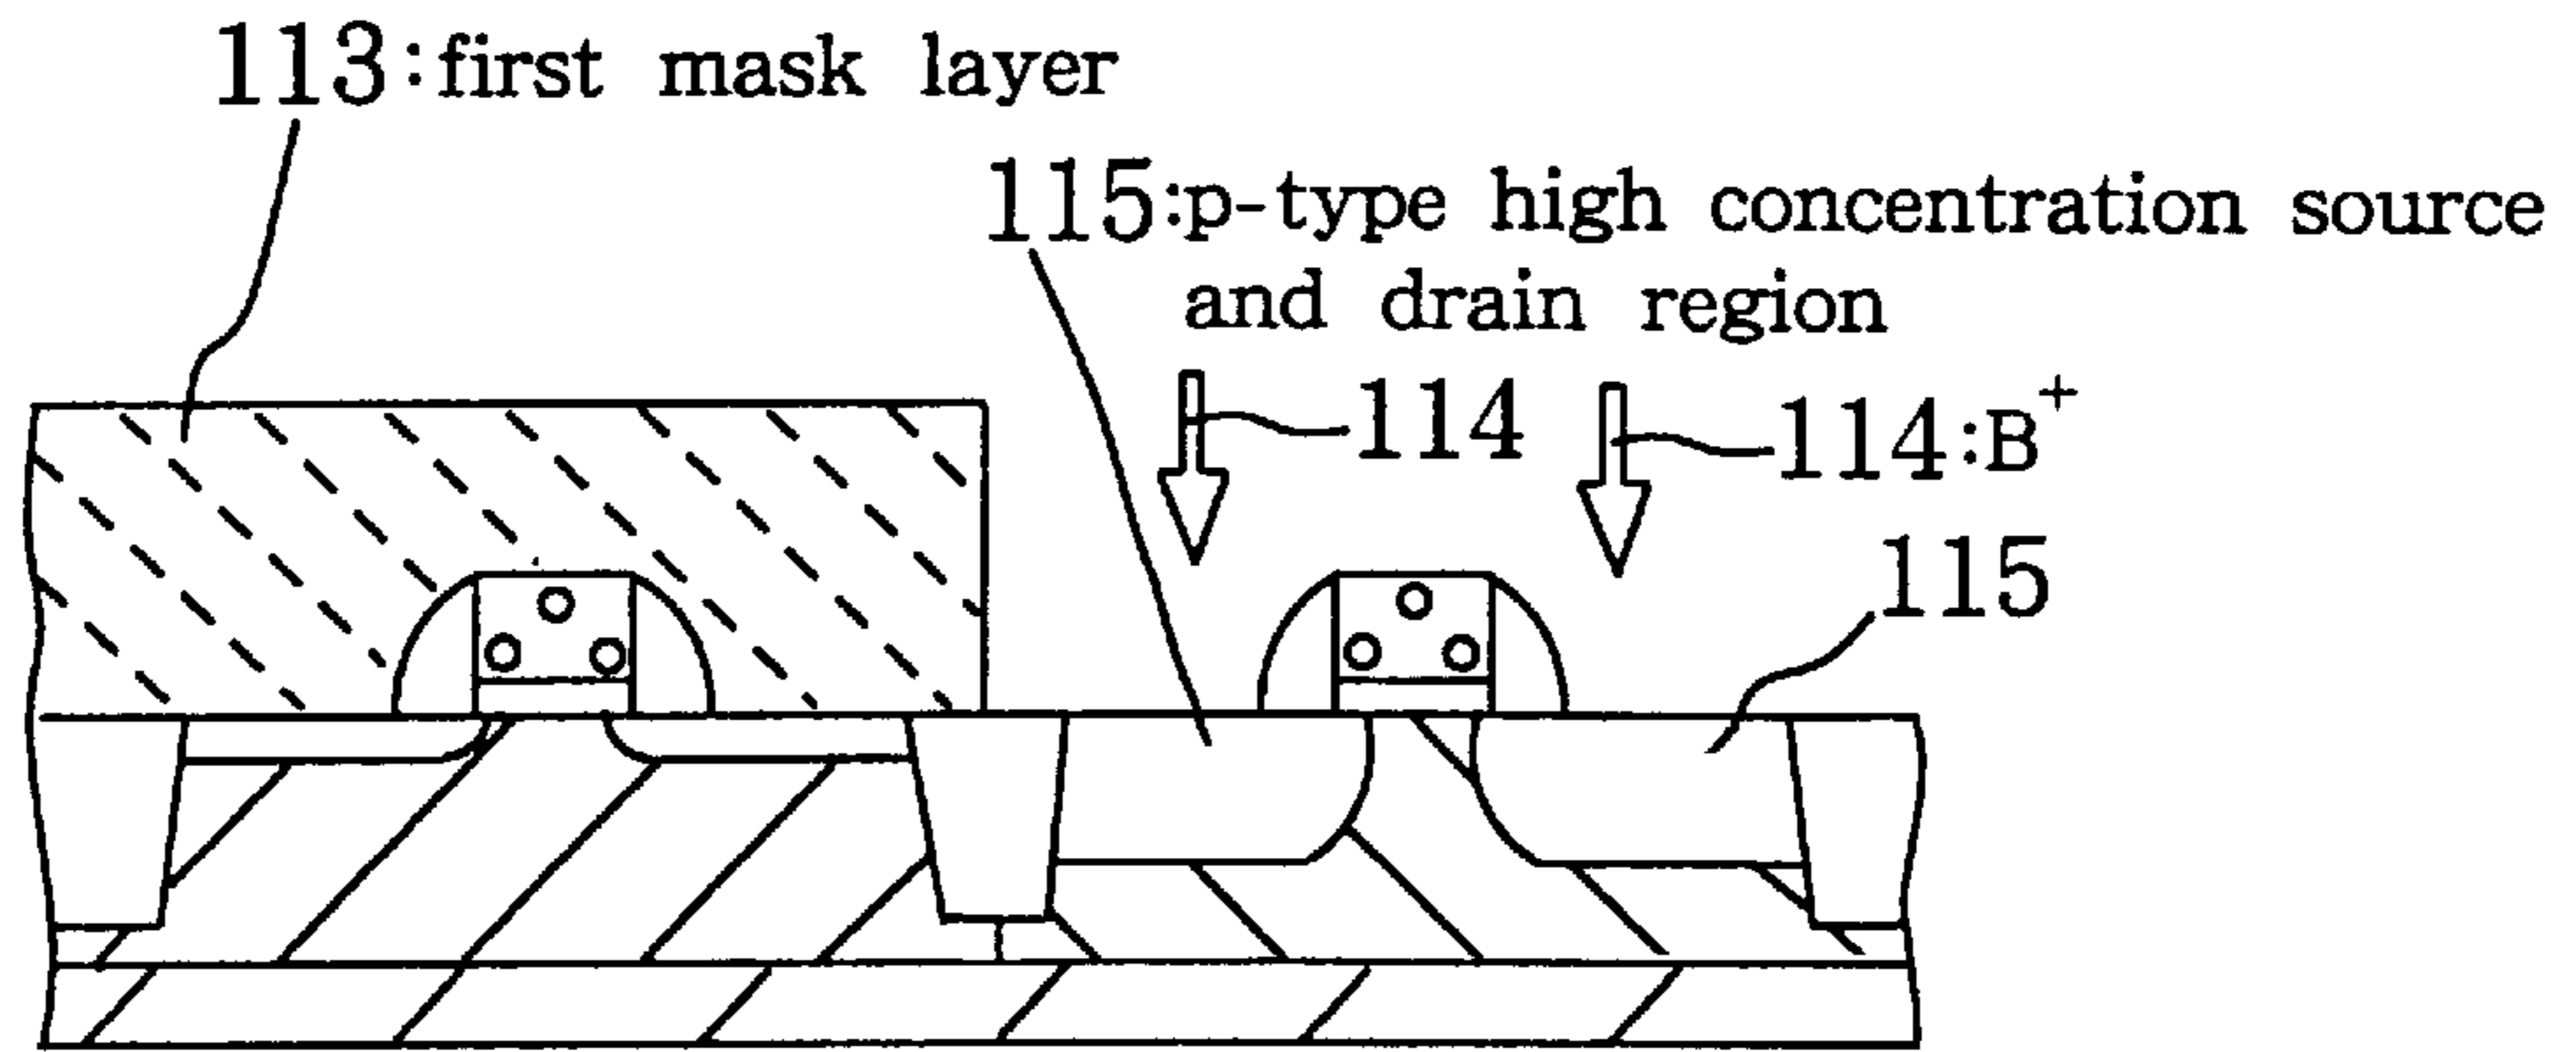 113:first mask layer
115:p-type high concentration source
and drain region
114
114:B⁺
115